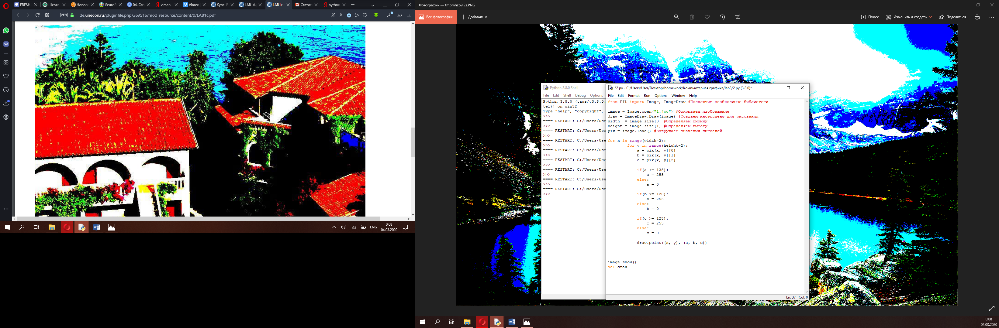 FRESH
Школа
Новосе
#euro2
04. Соз
vimeo
Vimeo
Курс: В
LAB1d.
LAB1c.p
Статис
python
VPN
de.unecon.ru/pluginfile.php/269516/mod_resource/content/0/LAB1c.pdf
ENG
0:08
04.03.2020
Фотографии — tmpmhzp9j2s.PNG
Все фотографии
Добавить к
Поиск
Изменить и создать
Поделиться
Python 3.8.0 Shell
File Edit Shell Debug Options
Python 3.8.0 (tags/v3.8.0:
tel)] on win32
Type "help", "copyright",
>>>
==== RESTART: C:/Users/Use
>>>
==== RESTART: C:/Users/Use
>>>
==== RESTART: C:/Users/Use
>>>
==== RESTART: C:/Users/Use
>>>
==== RESTART: C:/Users/Use
>>>
==== RESTART: C:/Users/Use
>>>
==== RESTART: C:/Users/Use
>>>
==== RESTART: C:/Users/Use
>>>
*2.py - C:/Users/User/Desktop/homework/Компьютерная графика/lab3/2.py (3.8.0)*
File Edit Format Run Options Window Help
from PIL import Image, ImageDraw #Подключим необходимые библиотеки
image = Image.open("1.jpg") #Открываем изображение
draw = ImageDraw.Draw(image) #Создаем инструмент для рисования
width  = image.size[0] #Определяем ширину
height = image.size[1] #Определяем высоту
pix = image.load() #Выгружаем значения пикселей
for x in range(width-2):
for y in range(height-2):
a = pix[x, y][0]
b = pix[x, y][1]
c = pix[x, y][2]
if(a >= 128):
a = 255
else:
a = 0
if(b >= 128):
b = 255
else:
b = 0
if(c >= 128):
c = 255
else:
c = 0
draw.point((x, y), (a, b, c))
image.show()
del draw
Ln: 37 Col: 0
0:08
04.03.2020